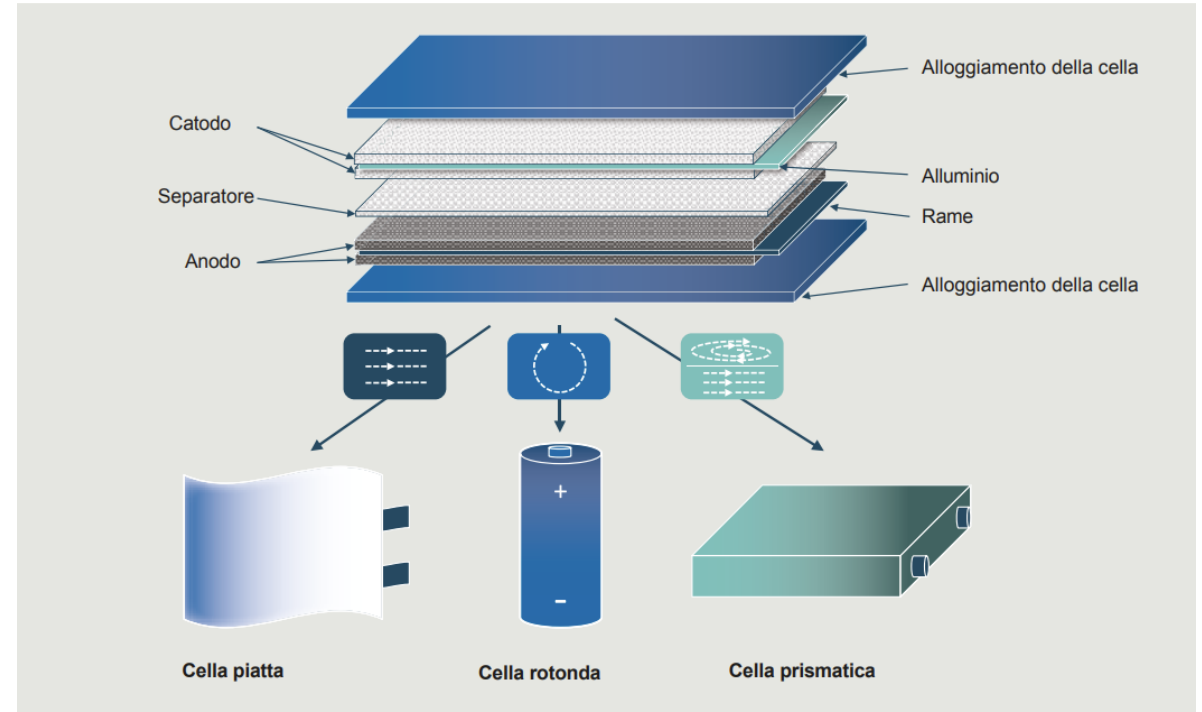 Alloggiamento della cella
Catodo
Alluminio
Separatore
Rame
Anodo
Alloggiamento della cella
+
-
Cella piatta
Cella rotonda
Cella prismatica